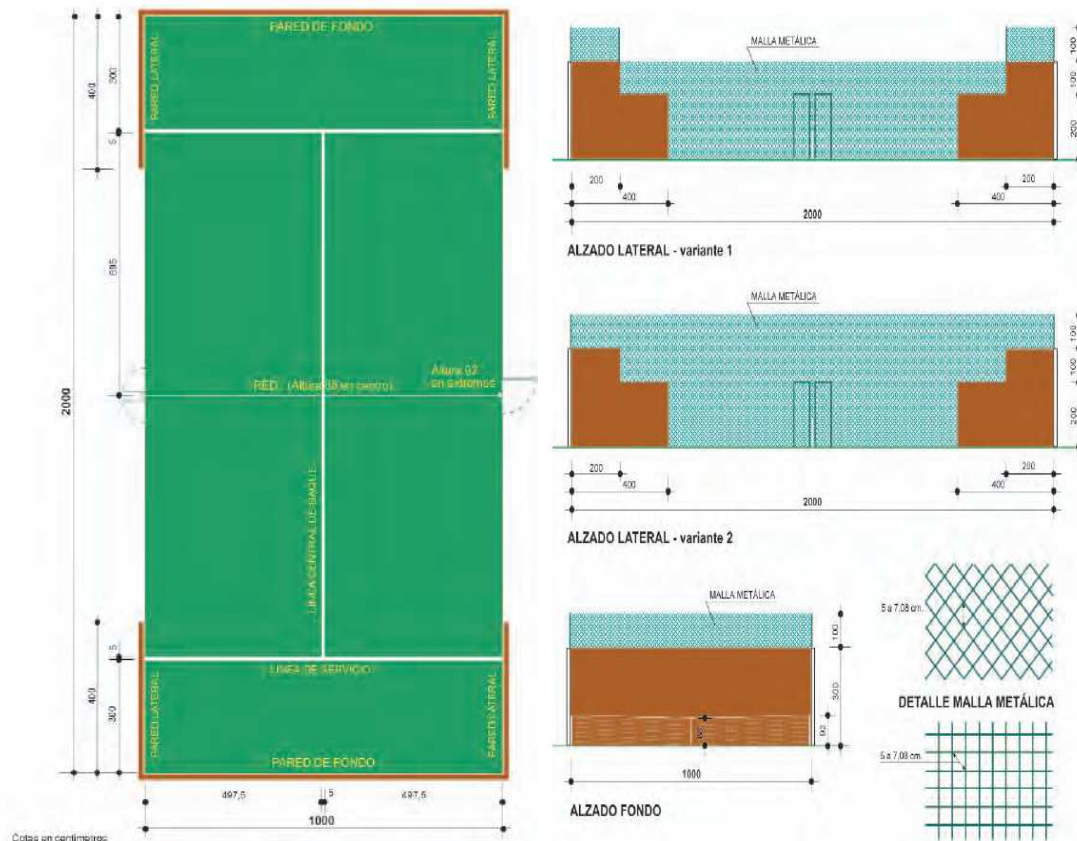 PARED DE FONDO
PARED LATERAL
PARED LATERAL
300
400
5
695
2000
RED (Altura 88 en centro)
Altura 92
en extremos
LINEA CENTRAL DE SAQUE
5
LINEA DE SERVICIO
400
300
PARED LATERAL
PARED LATERAL
PARED DE FONDO
497,5
5
497,5
1000
Cotas en centímetros
MALLA METÁLICA
100
100
200
200
200
400
400
2000
ALZADO LATERAL - variante 1
MALLA METÁLICA
100
100
200
200
200
400
400
2000
ALZADO LATERAL - variante 2
MALLA METÁLICA
100
300
92
88
1000
ALZADO FONDO
5 a 7,08 cm.
DETALLE MALLA METÁLICA
5 a 7,08 cm.